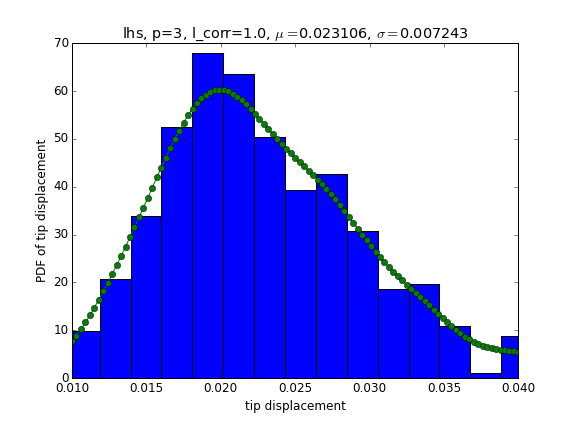 lhs, p=3, l_corr=1.0, μ=0.023106, σ=0.007243
70
60
50
40
30
20
10
0
PDF of tip displacement
0.010 0.015 0.020 0.025 0.030 0.035 0.040
tip displacement